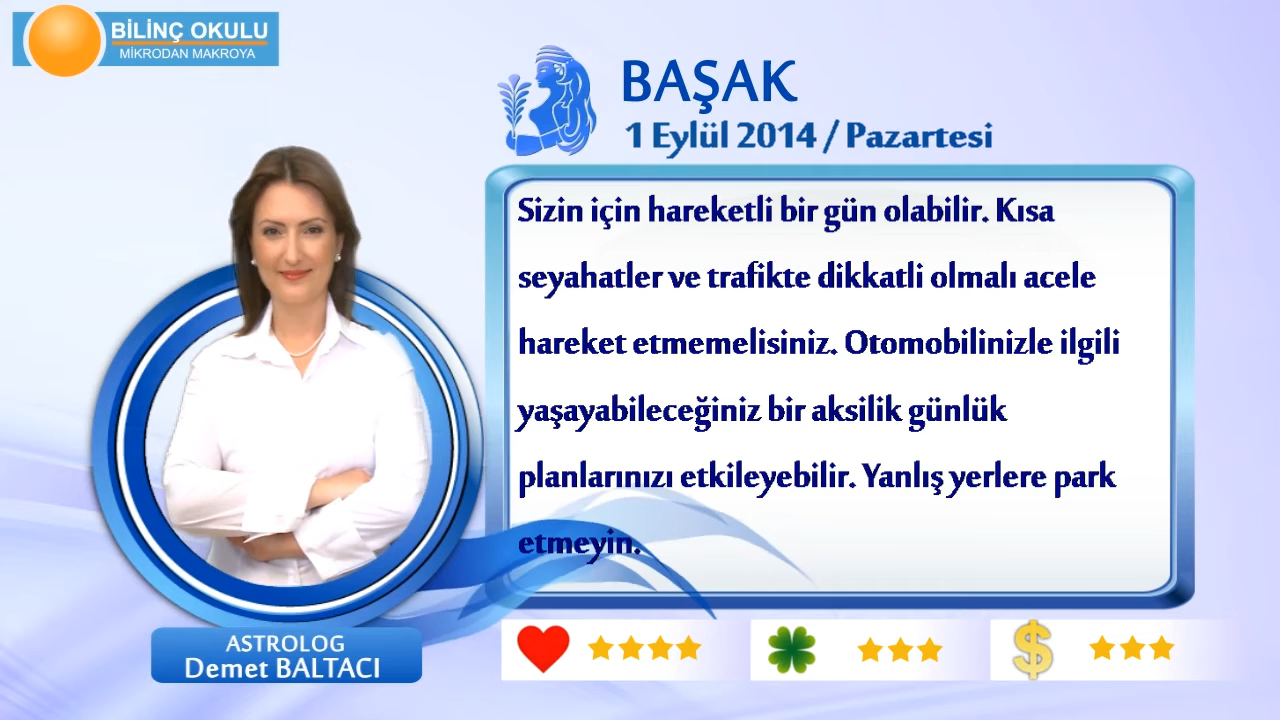 BİLİNÇ OKULU
MİKRODAN MAKROYA
BAŞAK
1 Eylül 2014 / Pazartesi
Sizin için hareketli bir gün olabilir. Kısa
seyahatler ve trafikte dikkatli olmalı acele
hareket etmemelisiniz. Otomobilinizle ilgili
yaşayabileceğiniz bir aksilik günlük
planlarınızı etkileyebilir. Yanlış yerlere park
etmeyin.
ASTROLOG
Demet BALTACI